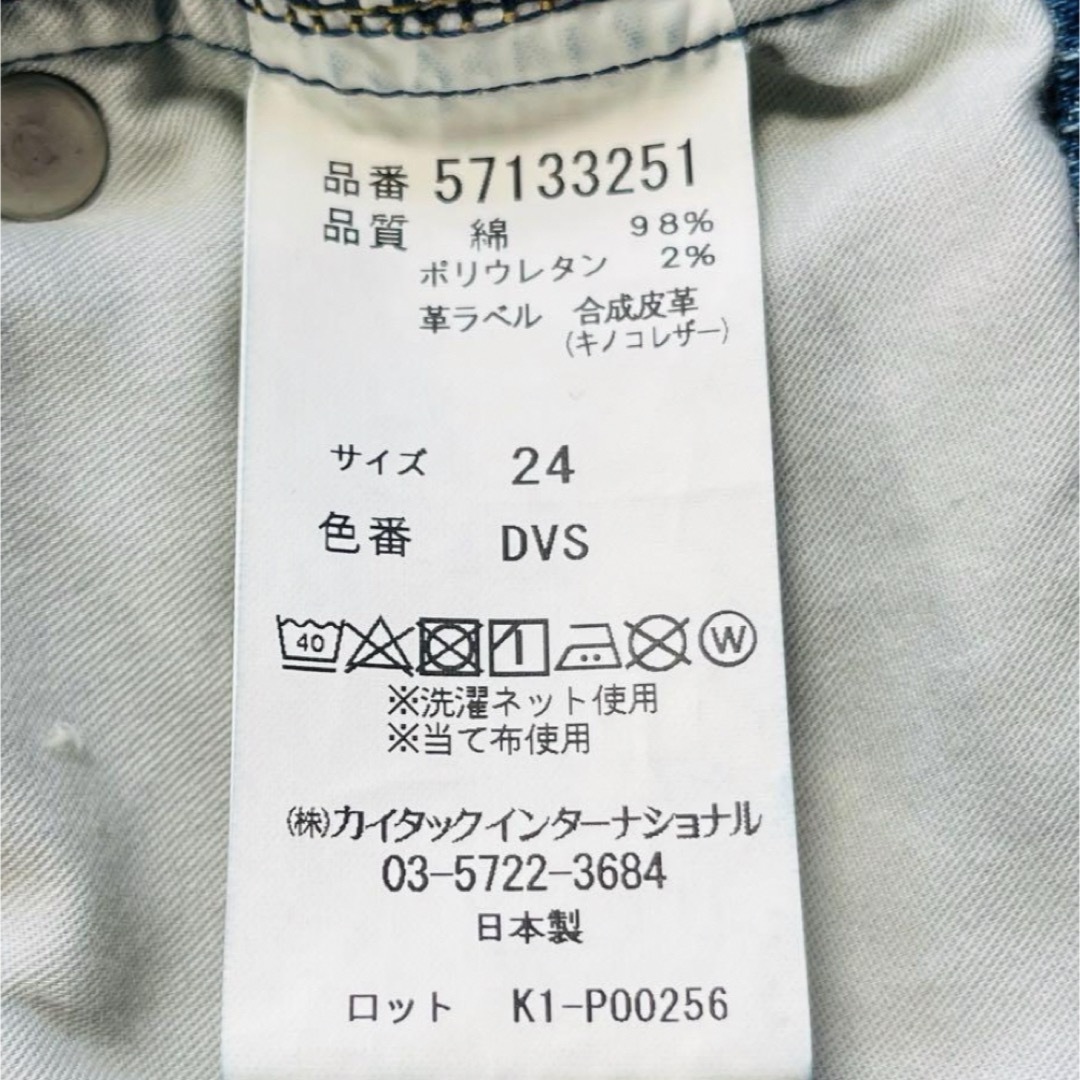 品番 57133251
品質 綿 98%
ポリウレタン 2%
革ラベル 合成皮革
(キノコレザー)
サイズ 24
色番 DVS
40 W
※洗濯ネット使用
※当て布使用
㈱カイタックインターナショナル
03-5722-3684
日本製
ロット K1-P00256